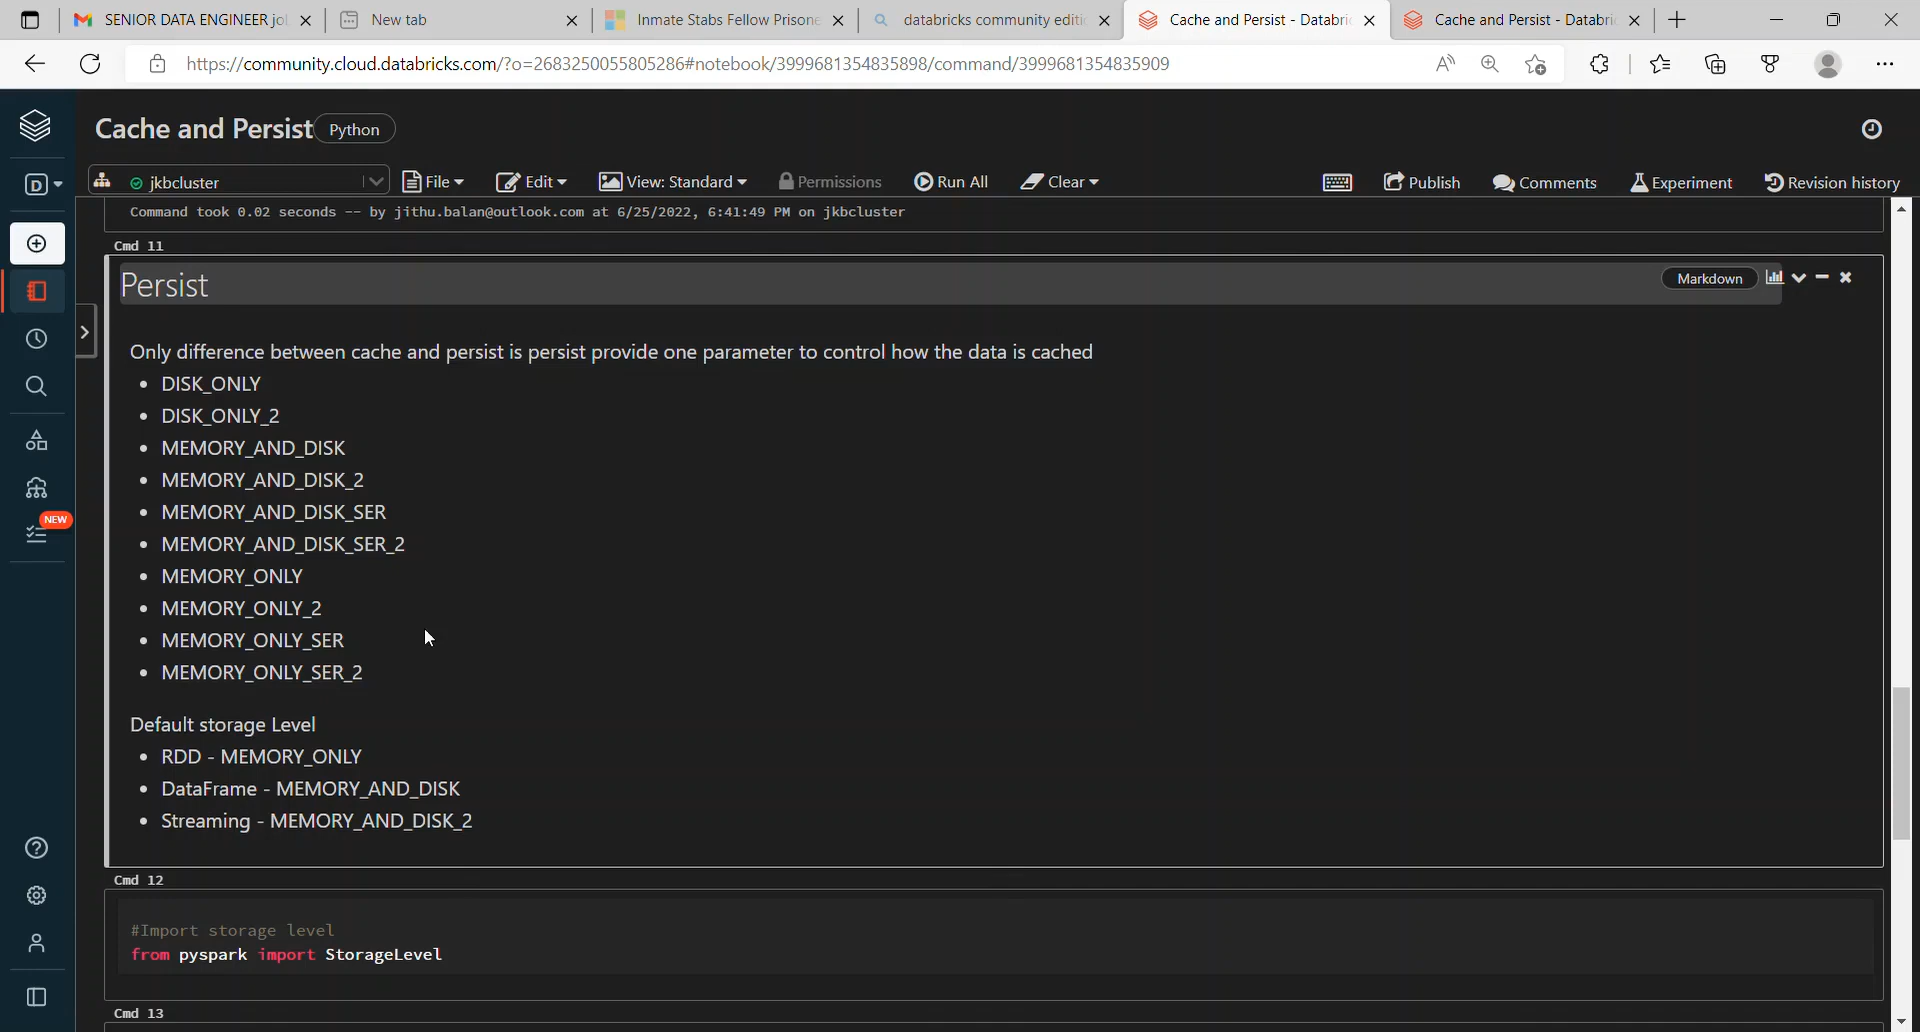 SENIOR DATA ENGINEER jo
New tab
Inmate Stabs Fellow Prisone
databricks community editi
Cache and Persist - Databri
Cache and Persist - Databri
https://community.cloud.databricks.com/?o=2683250055805286#notebook/3999681354835898/command/3999681354835909
Cache and Persist Python
D jkbcluster File Edit View: Standard Permissions Run All Clear Publish Comments Experiment Revision history
Command took 0.02 seconds -- by jithu.balan@outlook.com at 6/25/2022, 6:41:49 PM on jkbcluster
Cmd 11
Persist
Markdown
Only difference between cache and persist is persist provide one parameter to control how the data is cached
• DISK_ONLY
• DISK_ONLY_2
• MEMORY_AND_DISK
• MEMORY_AND_DISK_2
• MEMORY_AND_DISK_SER
NEW
• MEMORY_AND_DISK_SER_2
• MEMORY_ONLY
• MEMORY_ONLY_2
• MEMORY_ONLY_SER
• MEMORY_ONLY_SER_2
Default storage Level
• RDD - MEMORY_ONLY
• DataFrame - MEMORY_AND_DISK
• Streaming - MEMORY_AND_DISK_2
Cmd 12
#Import storage level
from pyspark import StorageLevel
Cmd 13